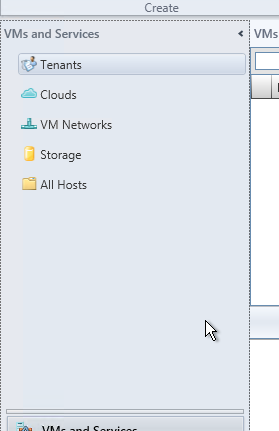 Create
VMs and Services
VMs
Tenants
Clouds
VM Networks
Storage
All Hosts
VMs and Services